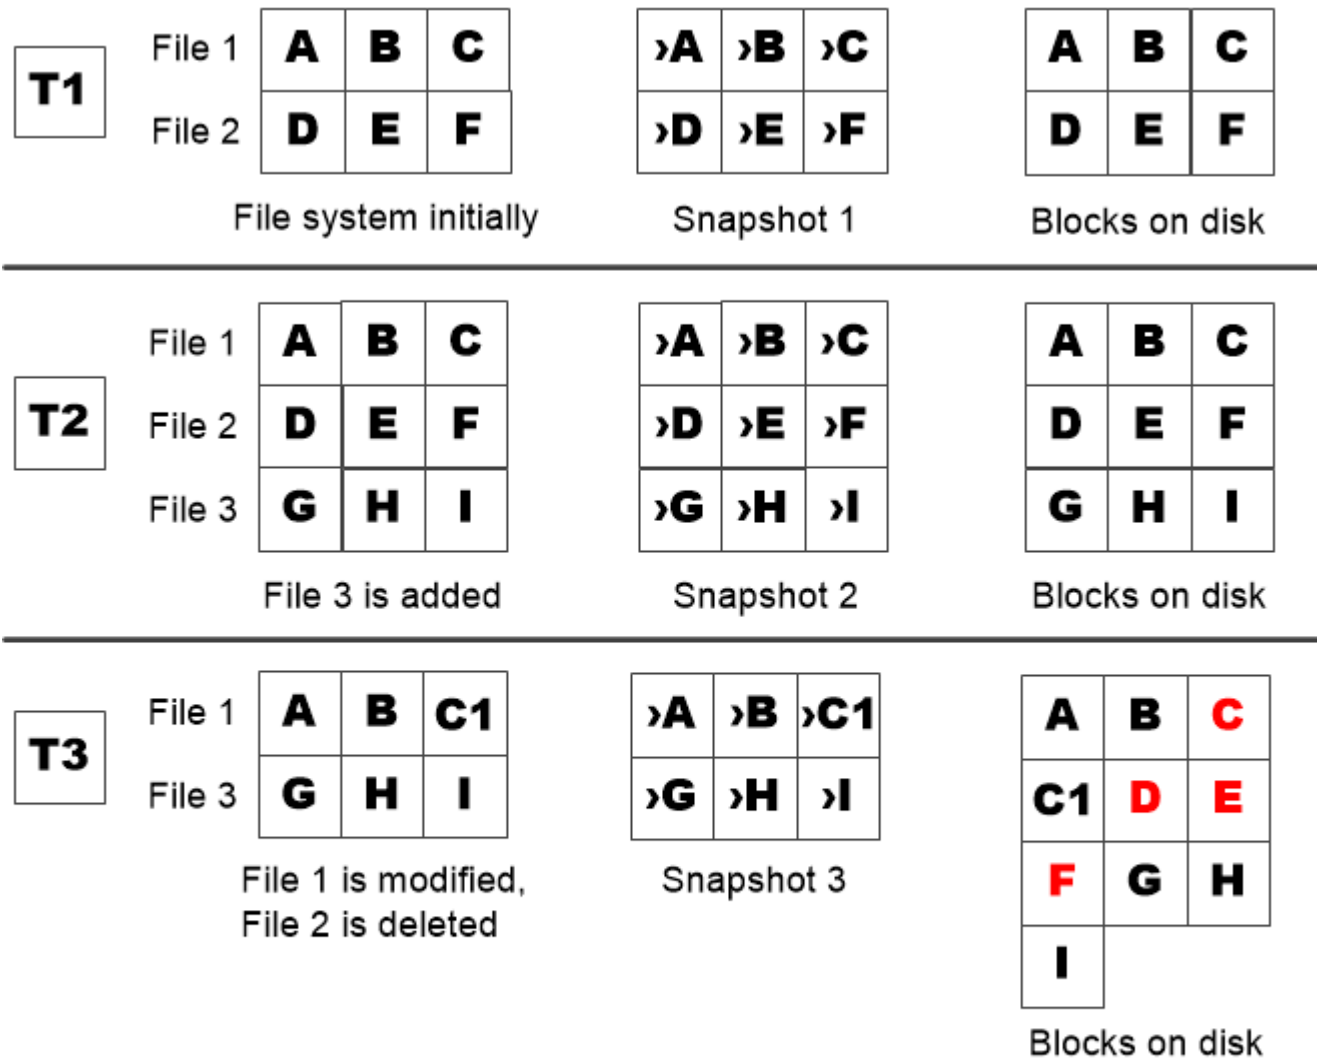 File 1 A B C ›A ›B ›C A B C
T1
File 2 D E F ›D ›E ›F D E F
File system initially Snapshot 1 Blocks on disk
File 1 A B C ›A ›B ›C A B C
T2 File 2 D E F ›D ›E ›F D E F
File 3 G H I ›G ›H ›I G H I
File 3 is added Snapshot 2 Blocks on disk
File 1 A B C1 ›A ›B ›C1 A B C
T3
File 3 G H I ›G ›H ›I C1 D E
File 1 is modified, Snapshot 3 F G H
File 2 is deleted
I
Blocks on disk